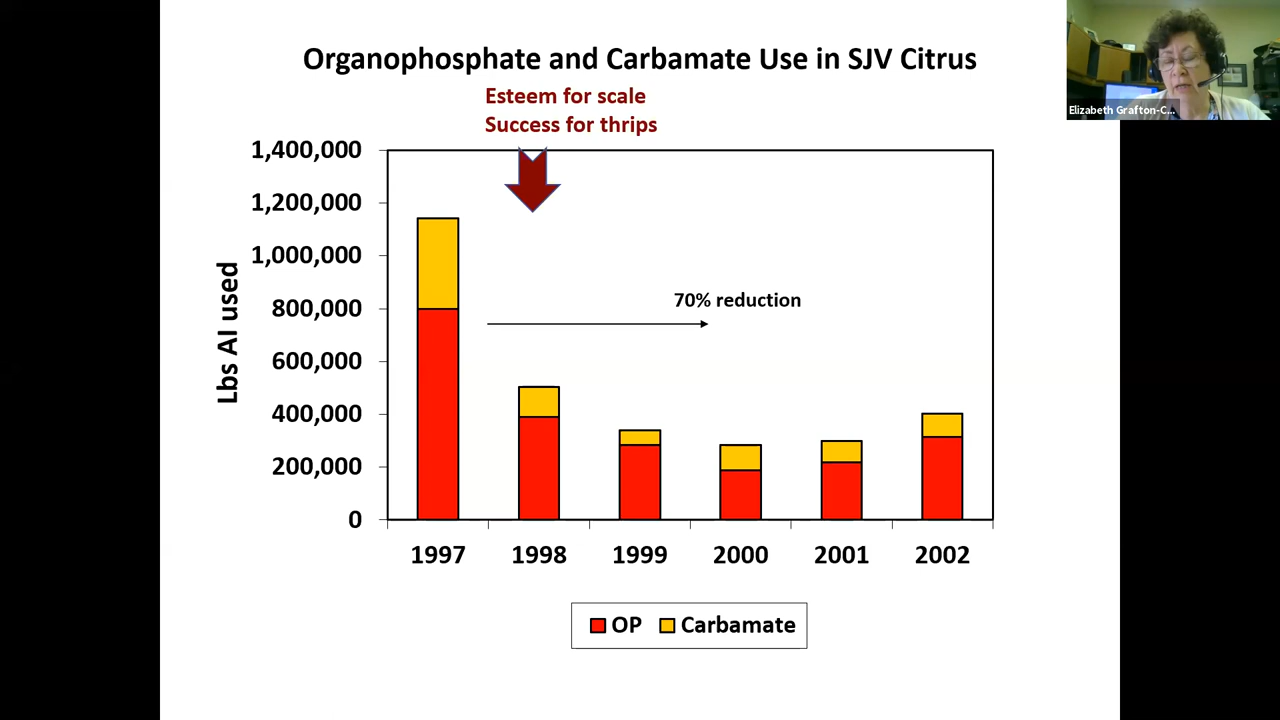 Organophosphate and Carbamate Use in SJV Citrus
Elizabeth Grafton-C...
Esteem for scale
Success for thrips
1,400,000
1,200,000
1,000,000
800,000
600,000
400,000
200,000
0
Lbs AI used
70% reduction
1997 1998 1999 2000 2001 2002
OP Carbamate